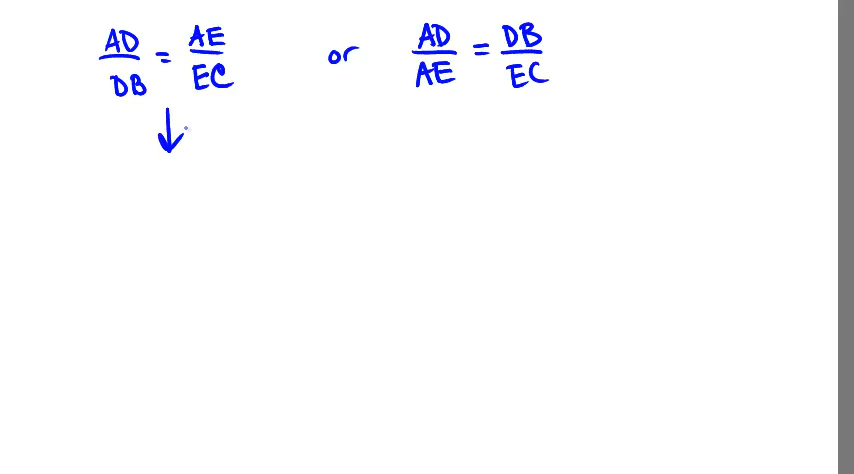 AD/DB = AE/EC or AD/AE = DB/EC